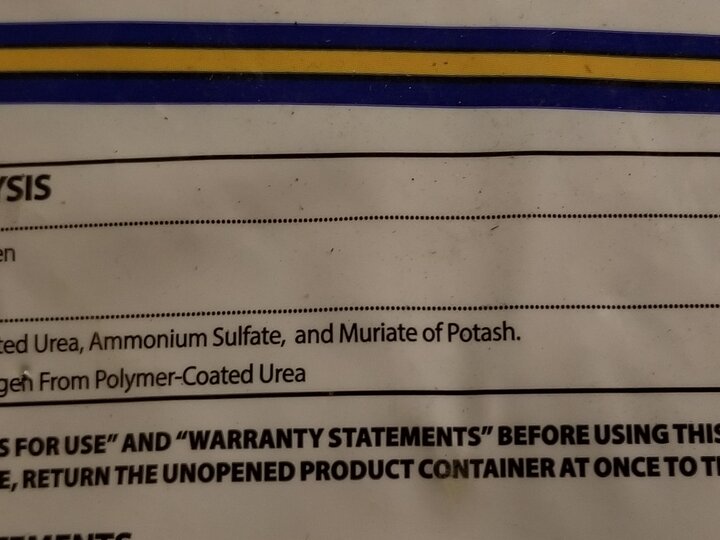 YSIS
en
ted Urea, Ammonium Sulfate, and Muriate of Potash.
gen From Polymer-Coated Urea
S FOR USE” AND “WARRANTY STATEMENTS” BEFORE USING THIS
E, RETURN THE UNOPENED PRODUCT CONTAINER AT ONCE TO T
TEMENTS